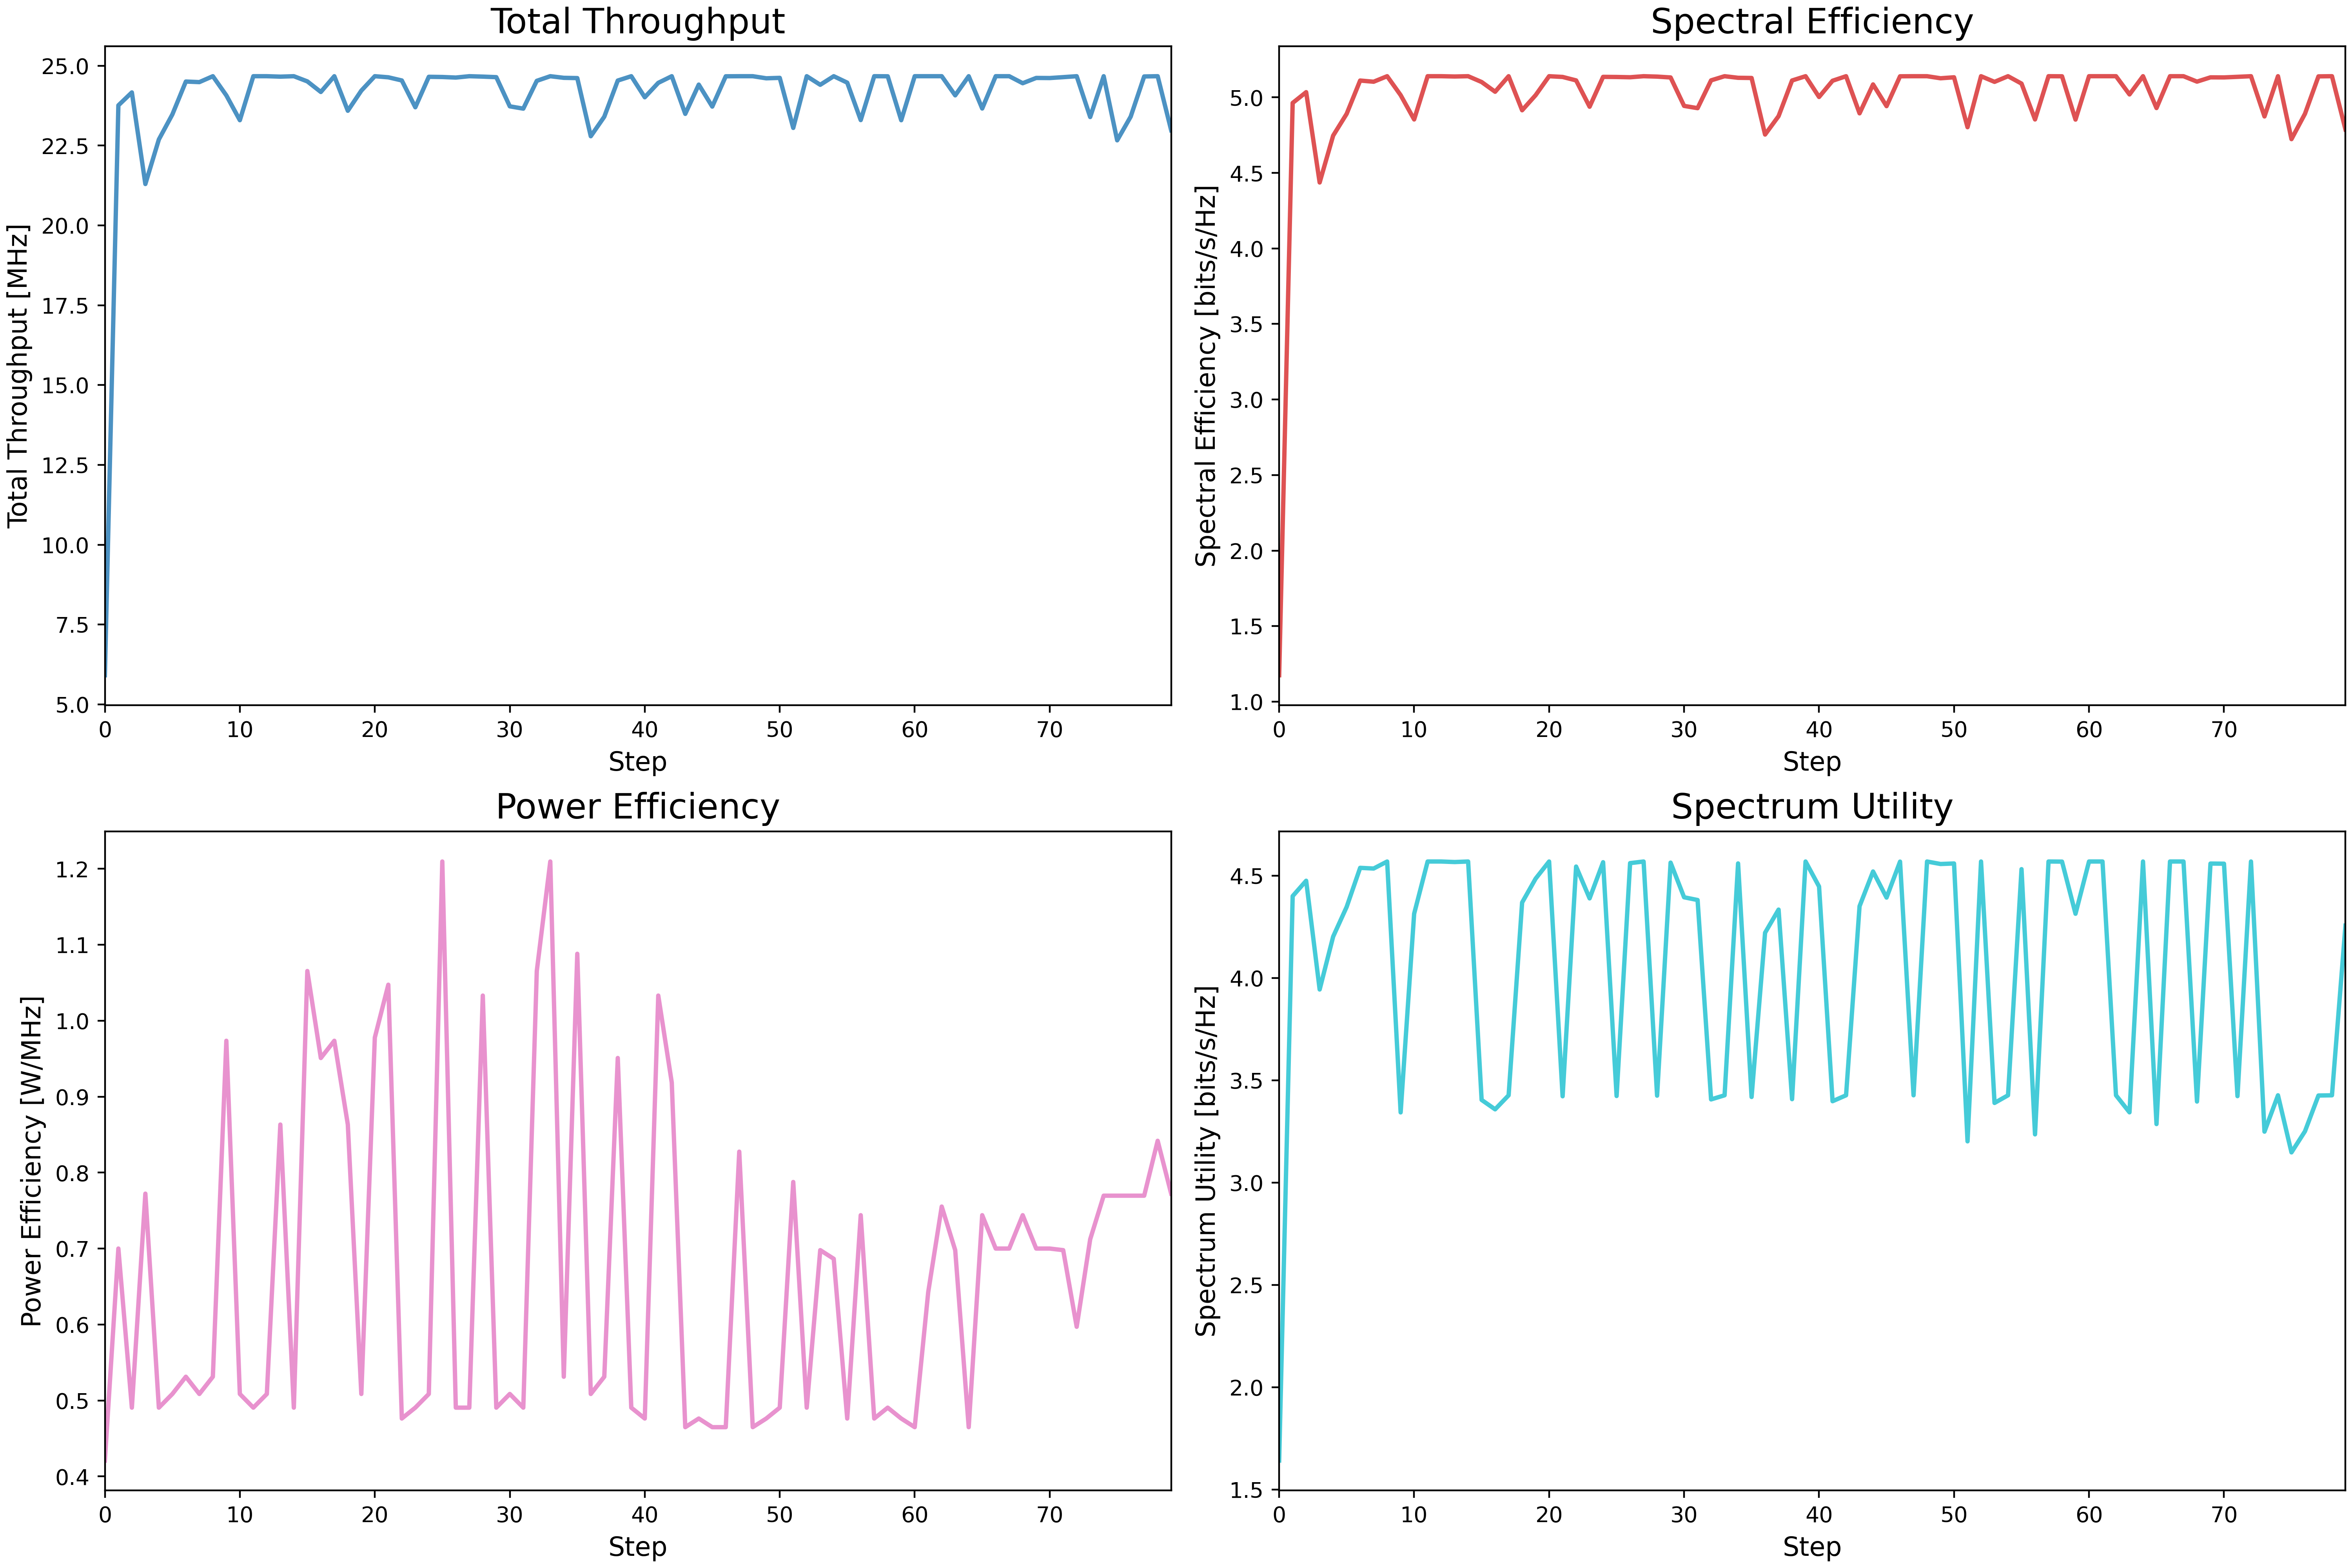 Total Throughput
Total Throughput [MHz]
25.0
22.5
20.0
17.5
15.0
12.5
10.0
7.5
5.0
0 10 20 30 40 50 60 70
Step
Spectral Efficiency
Spectral Efficiency [bits/s/Hz]
5.0
4.5
4.0
3.5
3.0
2.5
2.0
1.5
1.0
0 10 20 30 40 50 60 70
Step
Power Efficiency
Power Efficiency [W/MHz]
1.2
1.1
1.0
0.9
0.8
0.7
0.6
0.5
0.4
0 10 20 30 40 50 60 70
Step
Spectrum Utility
Spectrum Utility [bits/s/Hz]
4.5
4.0
3.5
3.0
2.5
2.0
1.5
0 10 20 30 40 50 60 70
Step